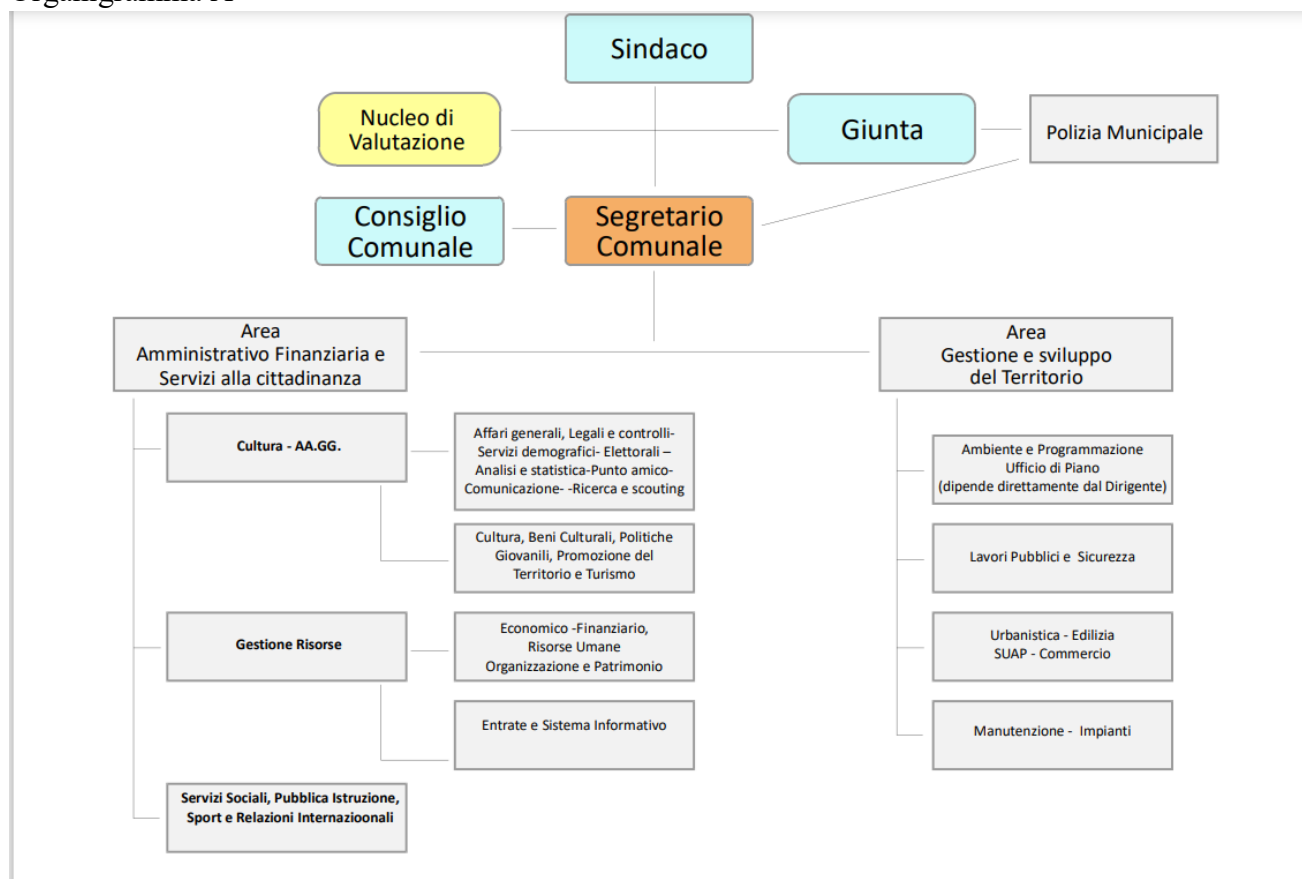 Organigramma A
Sindaco
Nucleo di
Valutazione
Giunta
Polizia Municipale
Consiglio
Comunale
Segretario
Comunale
Area
Amministrativo Finanziaria e
Servizi alla cittadinanza
Area
Gestione e sviluppo
del Territorio
Cultura - AA.GG.
Affari generali, Legali e controlli-
Servizi demografici- Elettorali –
Analisi e statistica-Punto amico-
Comunicazione- -Ricerca e scouting
Cultura, Beni Culturali, Politiche
Giovanili, Promozione del
Territorio e Turismo
Gestione Risorse
Economico -Finanziario,
Risorse Umane
Organizzazione e Patrimonio
Entrate e Sistema Informativo
Servizi Sociali, Pubblica Istruzione,
Sport e Relazioni Internazioonali
Ambiente e Programmazione
Ufficio di Piano
(dipende direttamente dal Dirigente)
Lavori Pubblici e  Sicurezza
Urbanistica - Edilizia
SUAP - Commercio
Manutenzione -  Impianti